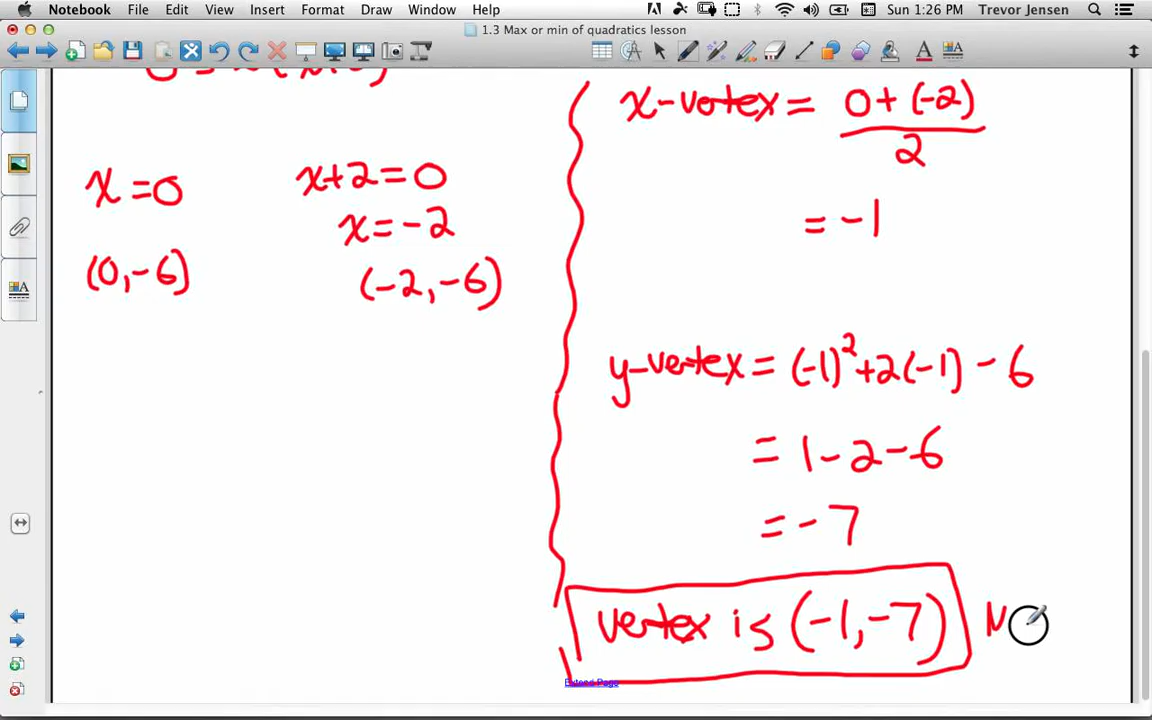 Notebook File Edit View Insert Format Draw Window Help Sun 1:26 PM Trevor Jensen
1.3 Max or min of quadratics lesson
x=0
x+2=0
x=-2
(0,-6)
(-2,-6)
x-vertex = 0+(-2)
2
= -1
y-vertex = (-1)²+2(-1)-6
= 1-2-6
= -7
vertex is (-1,-7)
Extend Page